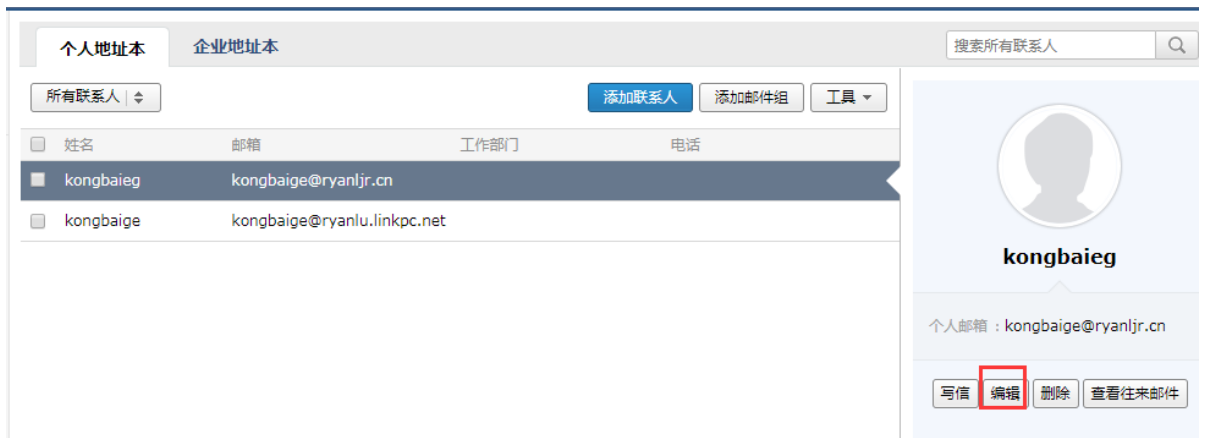 个人地址本 企业地址本 搜索所有联系人
所有联系人 添加联系人 添加邮件组 工具
姓名 邮箱 工作部门 电话
kongbaieg kongbaige@ryanljr.cn
kongbaige kongbaige@ryanlu.linkpc.net
kongbaieg
个人邮箱：kongbaige@ryanljr.cn
写信 编辑 删除 查看往来邮件